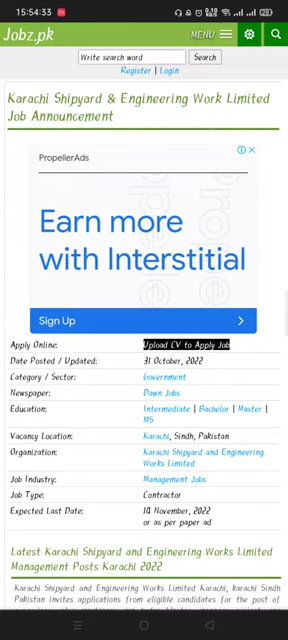 15:54:33
Jobz.pk MENU
Write search word Search
Register | Login
Karachi Shipyard & Engineering Work Limited
Job Announcement
PropellerAds
Earn more
with Interstitial
Sign Up
Apply Online: Upload CV to Apply Job
Date Posted / Updated: 31 October, 2022
Category / Sector: Government
Newspaper: Dawn Jobs
Education: Intermediate | Bachelor | Master |
MS
Vacancy Location: Karachi, Sindh, Pakistan
Organization: Karachi Shipyard and Engineering
Works Limited
Job Industry: Management Jobs
Job Type: Contractor
Expected Last Date: 14 November, 2022
or as per paper ad
Latest Karachi Shipyard and Engineering Works Limited
Management Posts Karachi 2022
Karachi Shipyard and Engineering Works Limited Karachi, karachi Sindh
Pakistan invites applications from eligible candidates for the post of